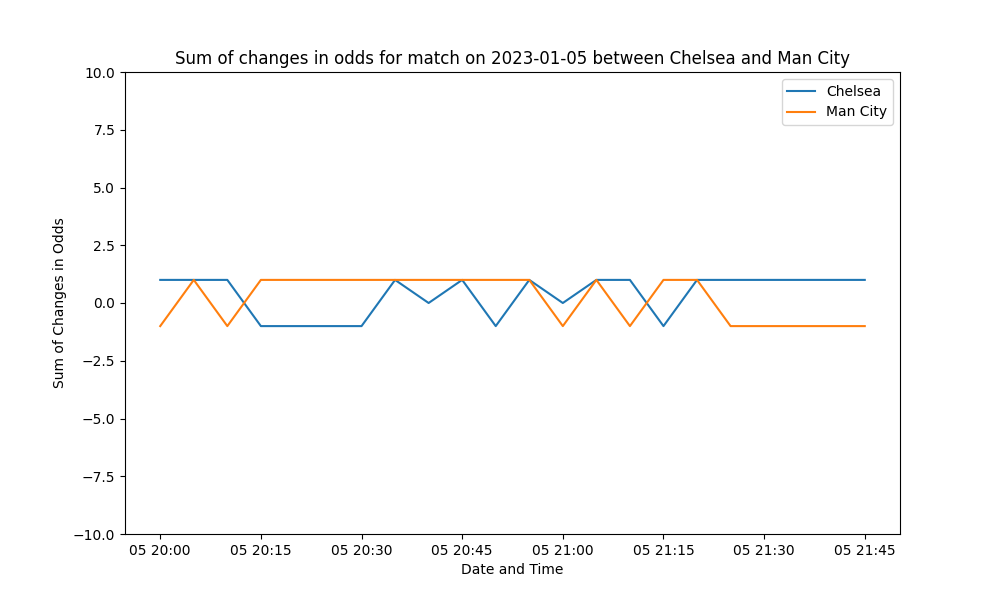 Sum of changes in odds for match on 2023-01-05 between Chelsea and Man City
Chelsea
Man City
10.0
7.5
5.0
2.5
0.0
−2.5
−5.0
−7.5
−10.0
Sum of Changes in Odds
05 20:00 05 20:15 05 20:30 05 20:45 05 21:00 05 21:15 05 21:30 05 21:45
Date and Time